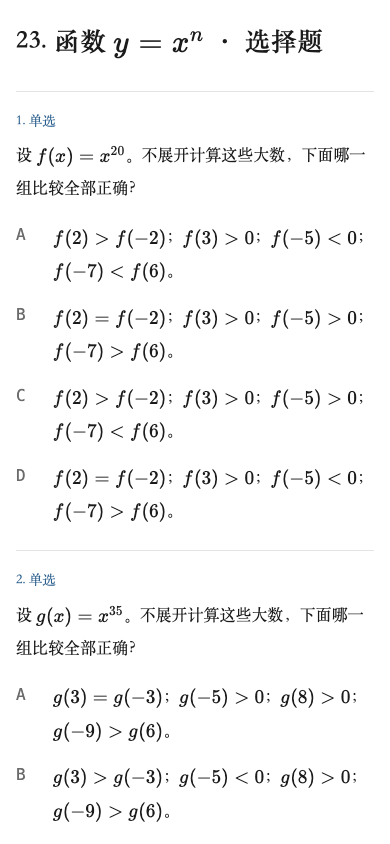 23. 函数 y = xⁿ · 选择题
1. 单选
设 f(x) = x²⁰。不展开计算这些大数，下面哪一
组比较全部正确？
A f(2) > f(−2)；f(3) > 0；f(−5) < 0；
f(−7) < f(6)。
B f(2) = f(−2)；f(3) > 0；f(−5) > 0；
f(−7) > f(6)。
C f(2) > f(−2)；f(3) > 0；f(−5) > 0；
f(−7) < f(6)。
D f(2) = f(−2)；f(3) > 0；f(−5) < 0；
f(−7) > f(6)。
2. 单选
设 g(x) = x³⁵。不展开计算这些大数，下面哪一
组比较全部正确？
A g(3) = g(−3)；g(−5) > 0；g(8) > 0；
g(−9) > g(6)。
B g(3) > g(−3)；g(−5) < 0；g(8) > 0；
g(−9) > g(6)。